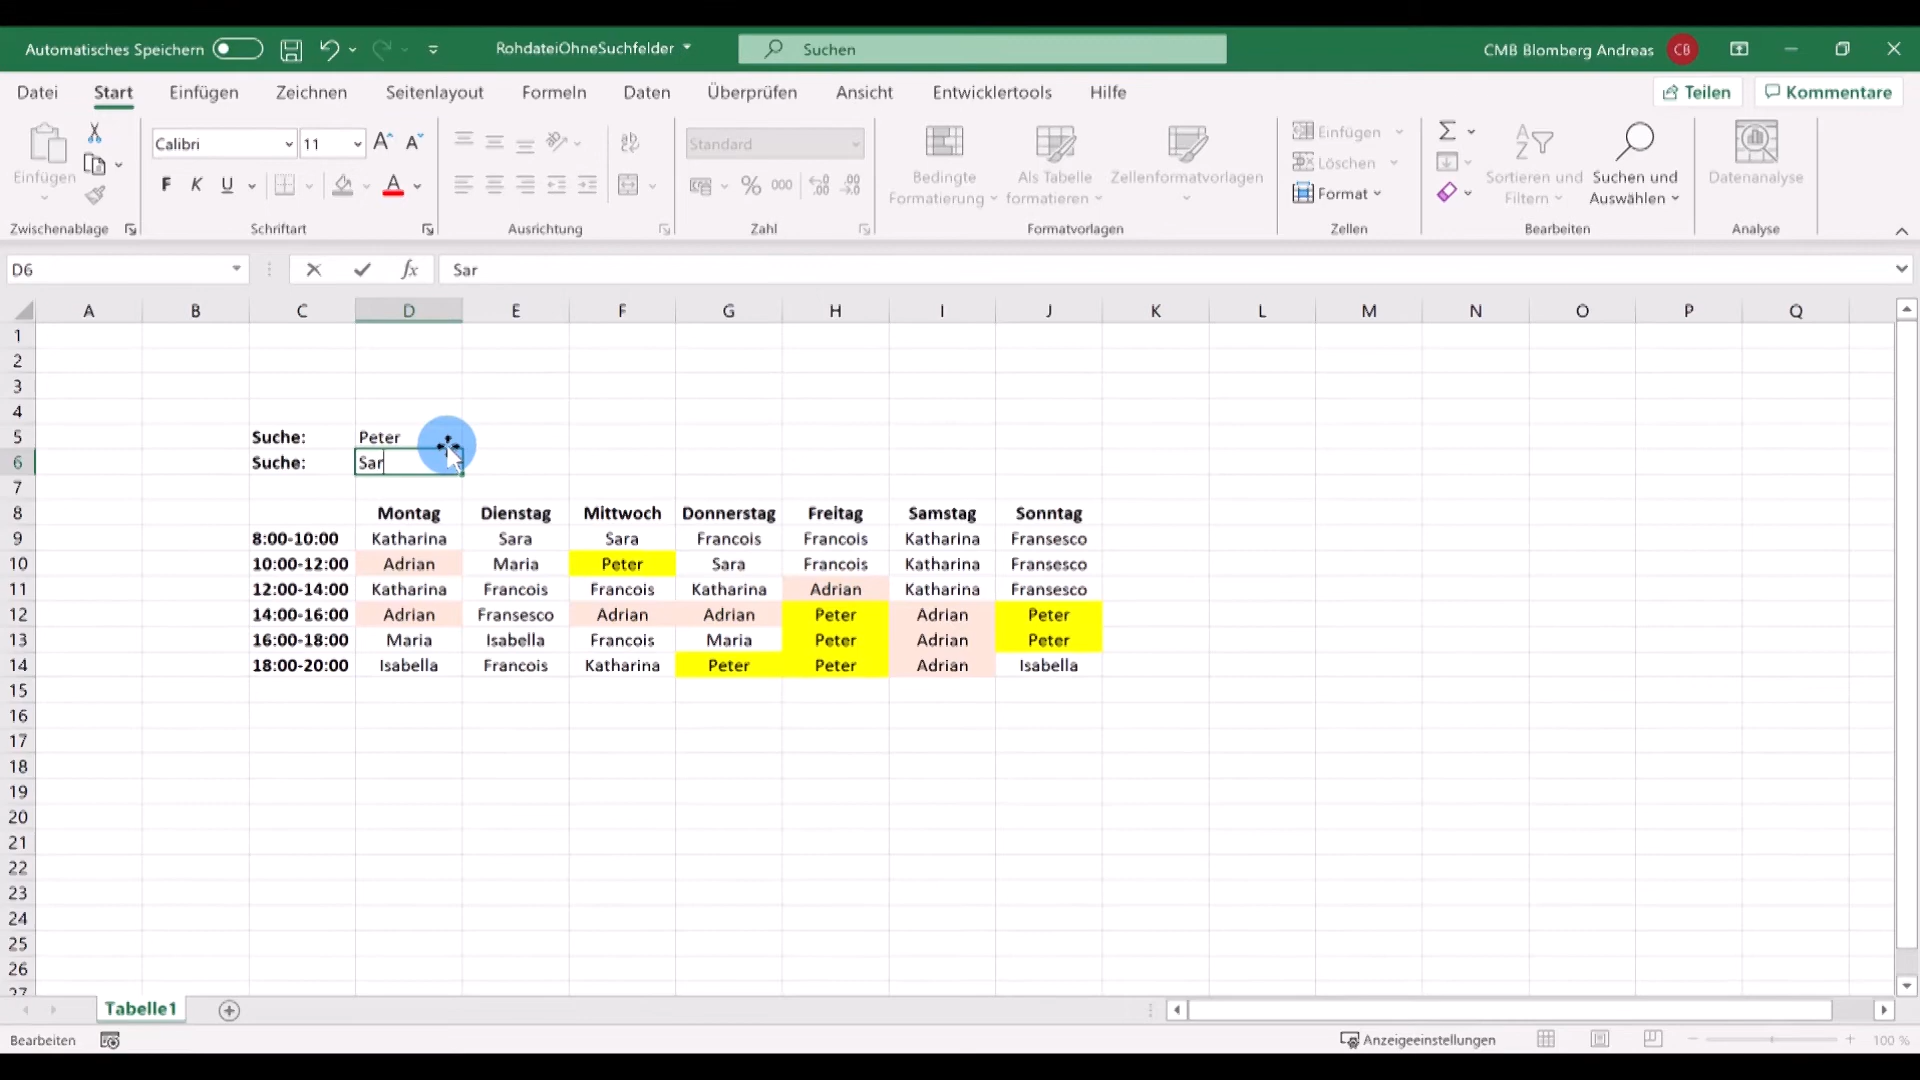 Automatisches Speichern RohdateiOhneSuchfelder Suchen CMB Blomberg Andreas CB
Datei Start Einfügen Zeichnen Seitenlayout Formeln Daten Überprüfen Ansicht Entwicklertools Hilfe Teilen Kommentare
Einfügen
Zwischenablage
Calibri 11
F K U A
Schriftart
Ausrichtung
Standard
% 000
Zahl
Bedingte Formatierung
Als Tabelle formatieren
Zellenformatvorlagen
Formatvorlagen
Einfügen
Löschen
Format
Zellen
Sortieren und Filtern
Suchen und Auswählen
Bearbeiten
Datenanalyse
Analyse
D6 fx Sar
A B C D E F G H I J K L M N O P Q
1
2
3
4
5 Suche: Peter
6 Suche: Sar
7
8 Montag Dienstag Mittwoch Donnerstag Freitag Samstag Sonntag
9 8:00-10:00 Katharina Sara Sara Francois Francois Katharina Fransesco
10 10:00-12:00 Adrian Maria Peter Sara Francois Katharina Fransesco
11 12:00-14:00 Katharina Francois Francois Katharina Adrian Katharina Fransesco
12 14:00-16:00 Adrian Fransesco Adrian Adrian Peter Adrian Peter
13 16:00-18:00 Maria Isabella Francois Maria Peter Adrian Peter
14 18:00-20:00 Isabella Francois Katharina Peter Peter Adrian Isabella
15
16
17
18
19
20
21
22
23
24
25
26
27
Tabelle1
Bearbeiten Anzeigeeinstellungen 100 %